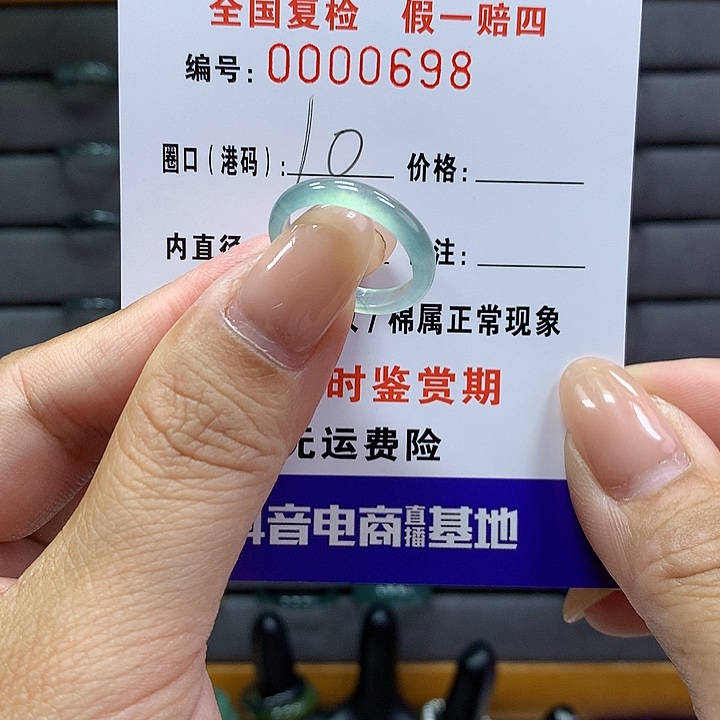 全国复检 假一赔四
编号: 0000698
圈口(港码): 10 价格:
内直径 注:
/棉属正常现象
时鉴赏期
无运费险
抖音电商直播基地